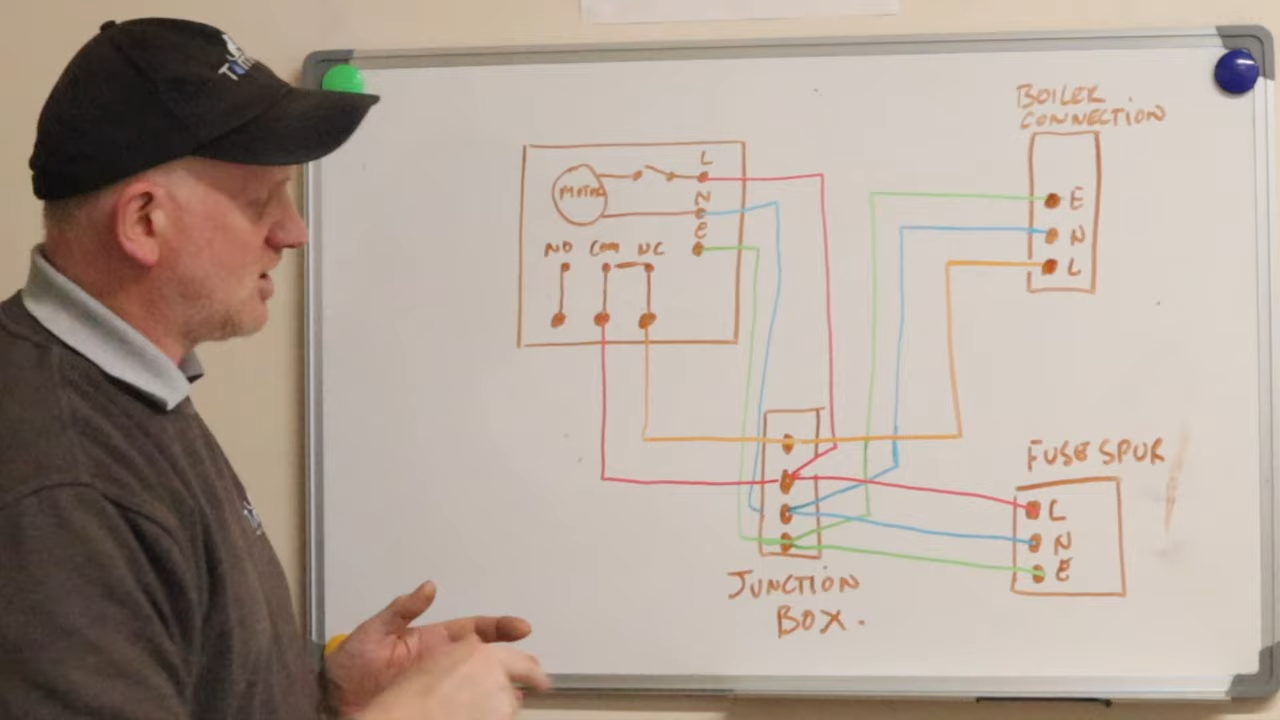 BOILER
CONNECTION
L
MOTOR
N
E
NO COM NC
E
N
L
FUSE SPUR
L
N
E
JUNCTION
BOX.